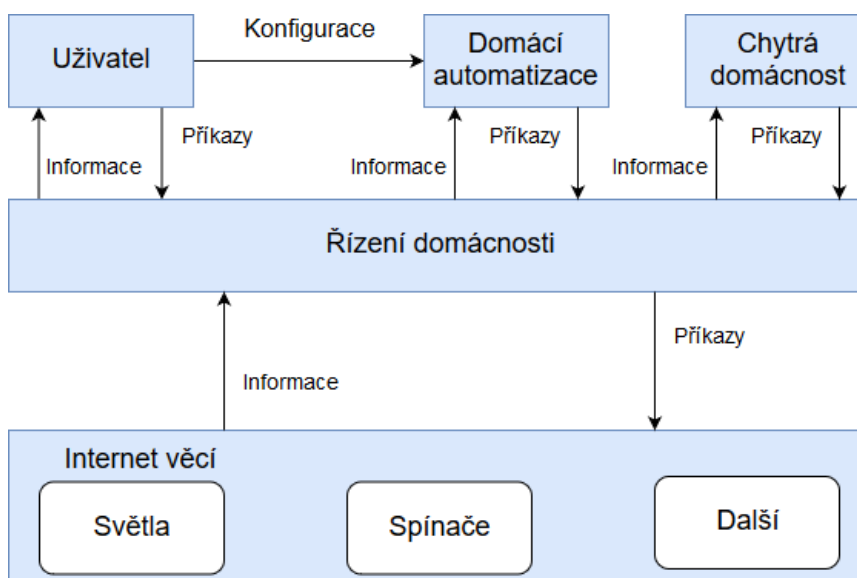 Uživatel
Konfigurace
Domácí
automatizace
Chytrá
domácnost
Informace
Příkazy
Informace
Příkazy
Informace
Příkazy
Řízení domácnosti
Informace
Příkazy
Internet věcí
Světla
Spínače
Další